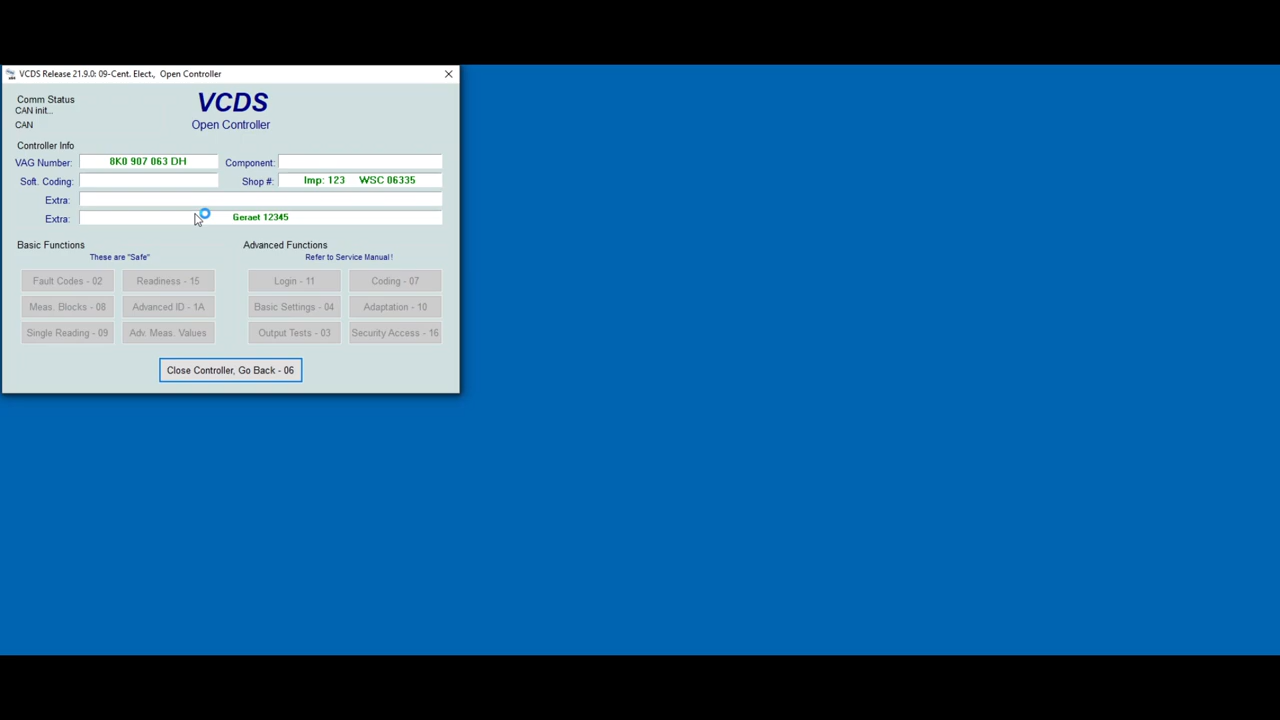 VCDS Release 21.9.0: 09-Cent. Elect., Open Controller
Comm Status
CAN init...
CAN
VCDS
Open Controller
Controller Info
VAG Number: 8K0 907 063 DH Component:
Soft. Coding: Shop #: Imp: 123 WSC 06335
Extra:
Extra: Geraet 12345
Basic Functions Advanced Functions
These are "Safe" Refer to Service Manual!
Fault Codes - 02 Readiness - 15 Login - 11 Coding - 07
Meas. Blocks - 08 Advanced ID - 1A Basic Settings - 04 Adaptation - 10
Single Reading - 09 Adv. Meas. Values Output Tests - 03 Security Access - 16
Close Controller, Go Back - 06